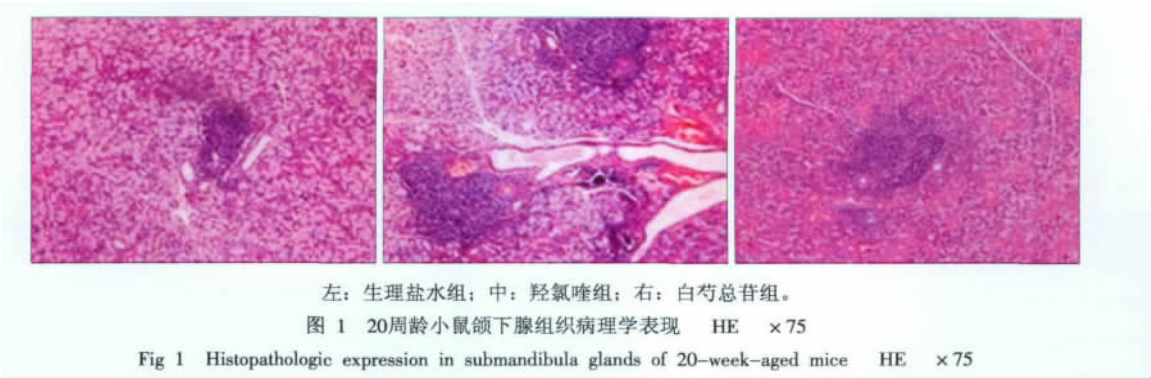 左：生理盐水组；中：羟氯喹组；右：白芍总苷组。
图 1 20周龄小鼠颌下腺组织病理学表现 HE ×75
Fig 1 Histopathologic expression in submandibula glands of 20-week-aged mice HE ×75